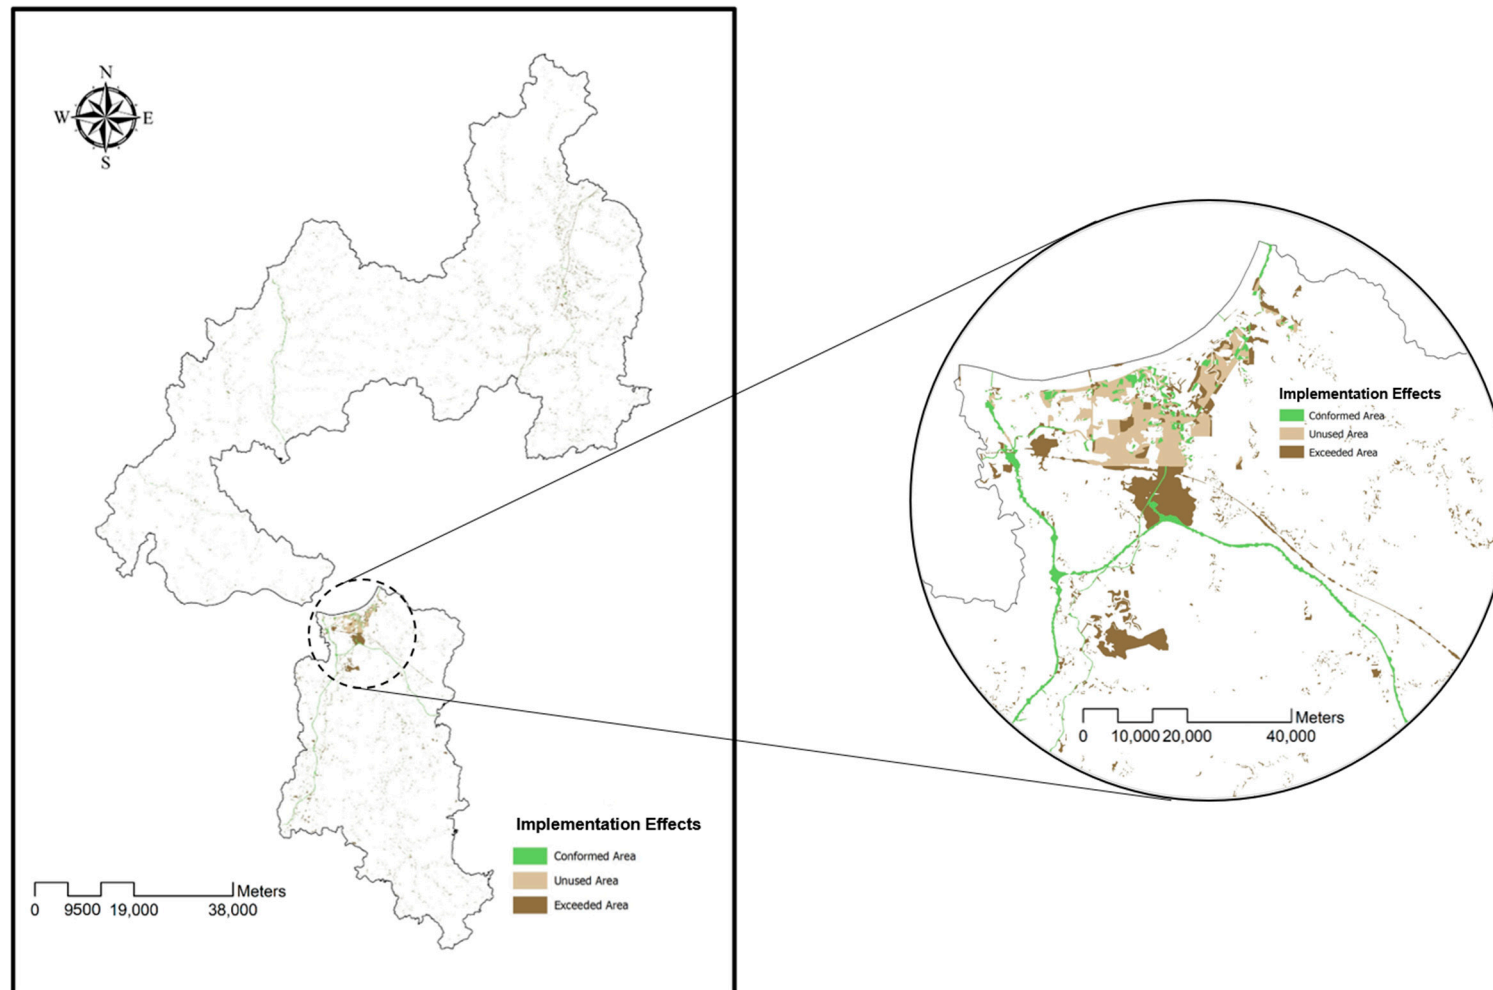 N
W E
S
Implementation Effects
Conformed Area
Unused Area
Exceeded Area
Meters
0 9500 19,000 38,000
Implementation Effects
Conformed Area
Unused Area
Exceeded Area
Meters
0 10,000 20,000 40,000